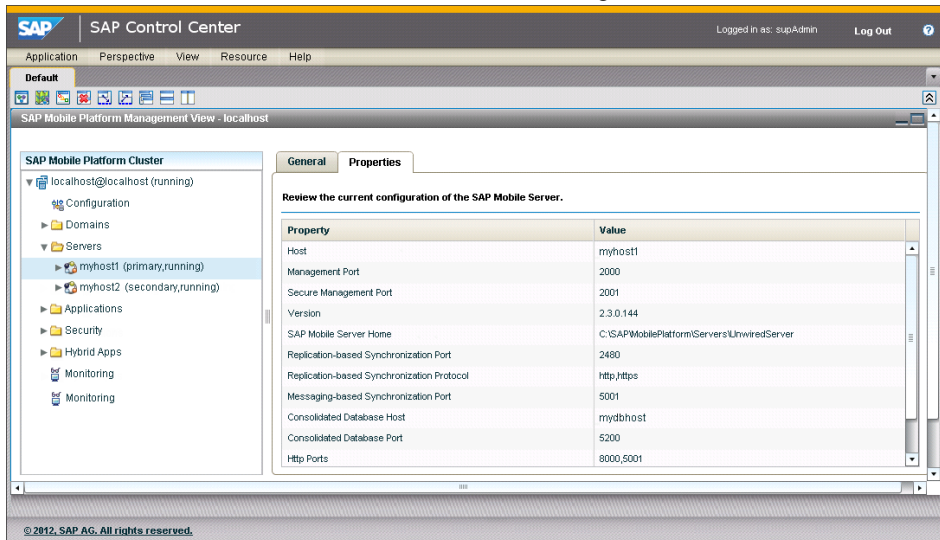 SAP
SAP Control Center
Logged in as: supAdmin
Log Out
?
Application Perspective View Resource Help
Default
SAP Mobile Platform Management View - localhost
SAP Mobile Platform Cluster
localhost@localhost (running)
Configuration
Domains
Servers
myhost1 (primary,running)
myhost2 (secondary,running)
Applications
Security
Hybrid Apps
Monitoring
Monitoring
General Properties
Review the current configuration of the SAP Mobile Server.
Property Value
Host myhost1
Management Port 2000
Secure Management Port 2001
Version 2.3.0.144
SAP Mobile Server Home C:\SAP\MobilePlatform\Servers\UnwiredServer
Replication-based Synchronization Port 2480
Replication-based Synchronization Protocol http,https
Messaging-based Synchronization Port 5001
Consolidated Database Host mydbhost
Consolidated Database Port 5200
Http Ports 8000,5001
© 2012, SAP AG. All rights reserved.